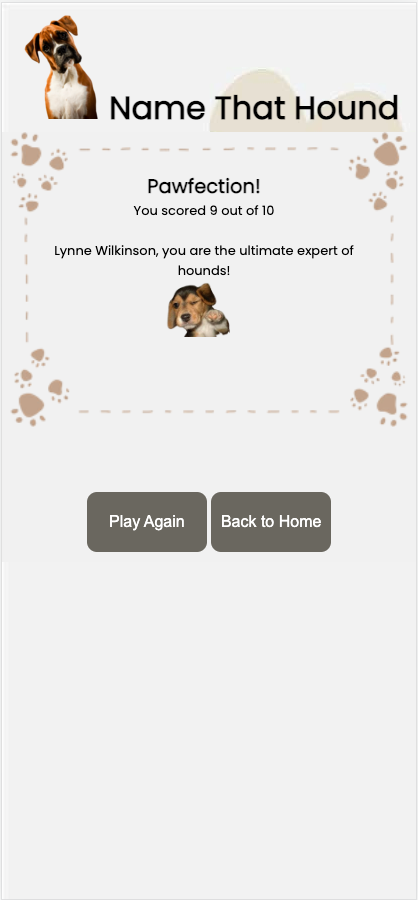 Name That Hound
Pawfection!
You scored 9 out of 10
Lynne Wilkinson, you are the ultimate expert of
hounds!
Play Again
Back to Home